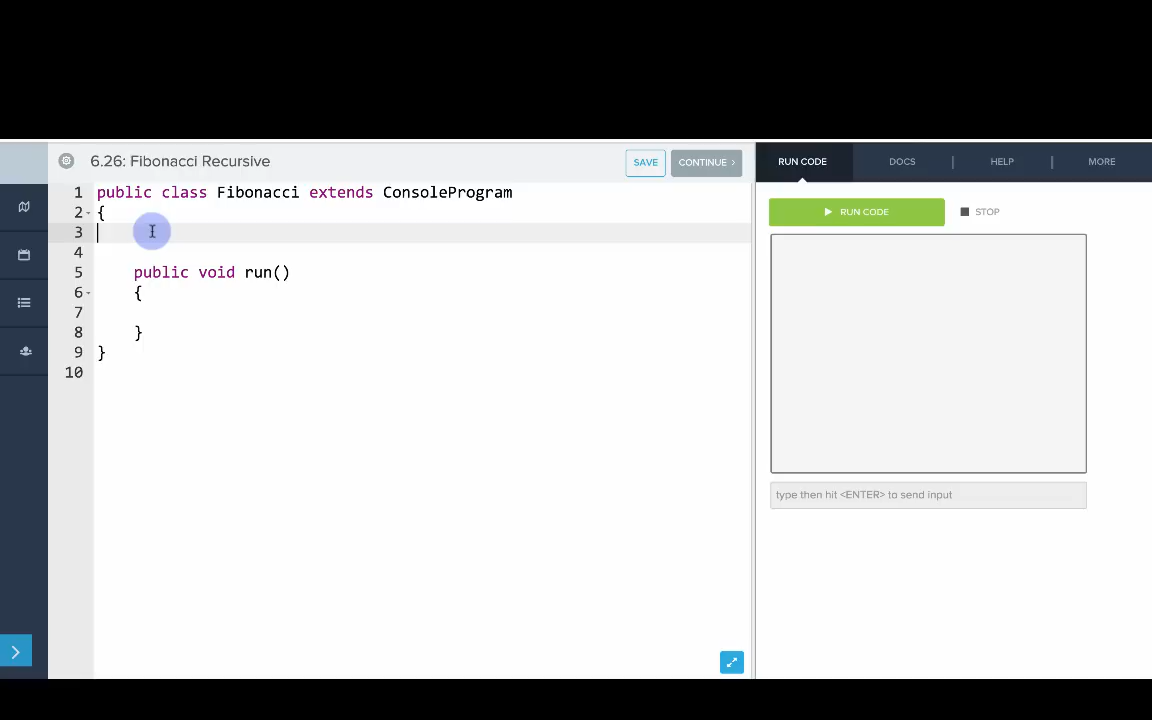 6.26: Fibonacci Recursive
SAVE
CONTINUE >
RUN CODE
DOCS
HELP
MORE
1 public class Fibonacci extends ConsoleProgram
2 {
3
4
5 public void run()
6 {
7
8 }
9 }
10
RUN CODE
STOP
type then hit <ENTER> to send input